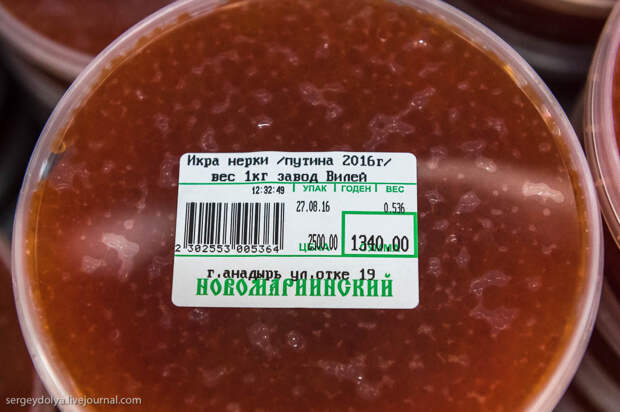 Икра нерки /путина 2016г/
вес 1кг завод Вилей
12:32:49 УПАК ГОДЕН ВЕС
27.08.16 0.536
2500.00 1340.00
ЦЕНА
2 302553 005364
г.анадырь ул.отке 19
НОВОМАРИИНСКИЙ
sergeydolya.livejournal.com